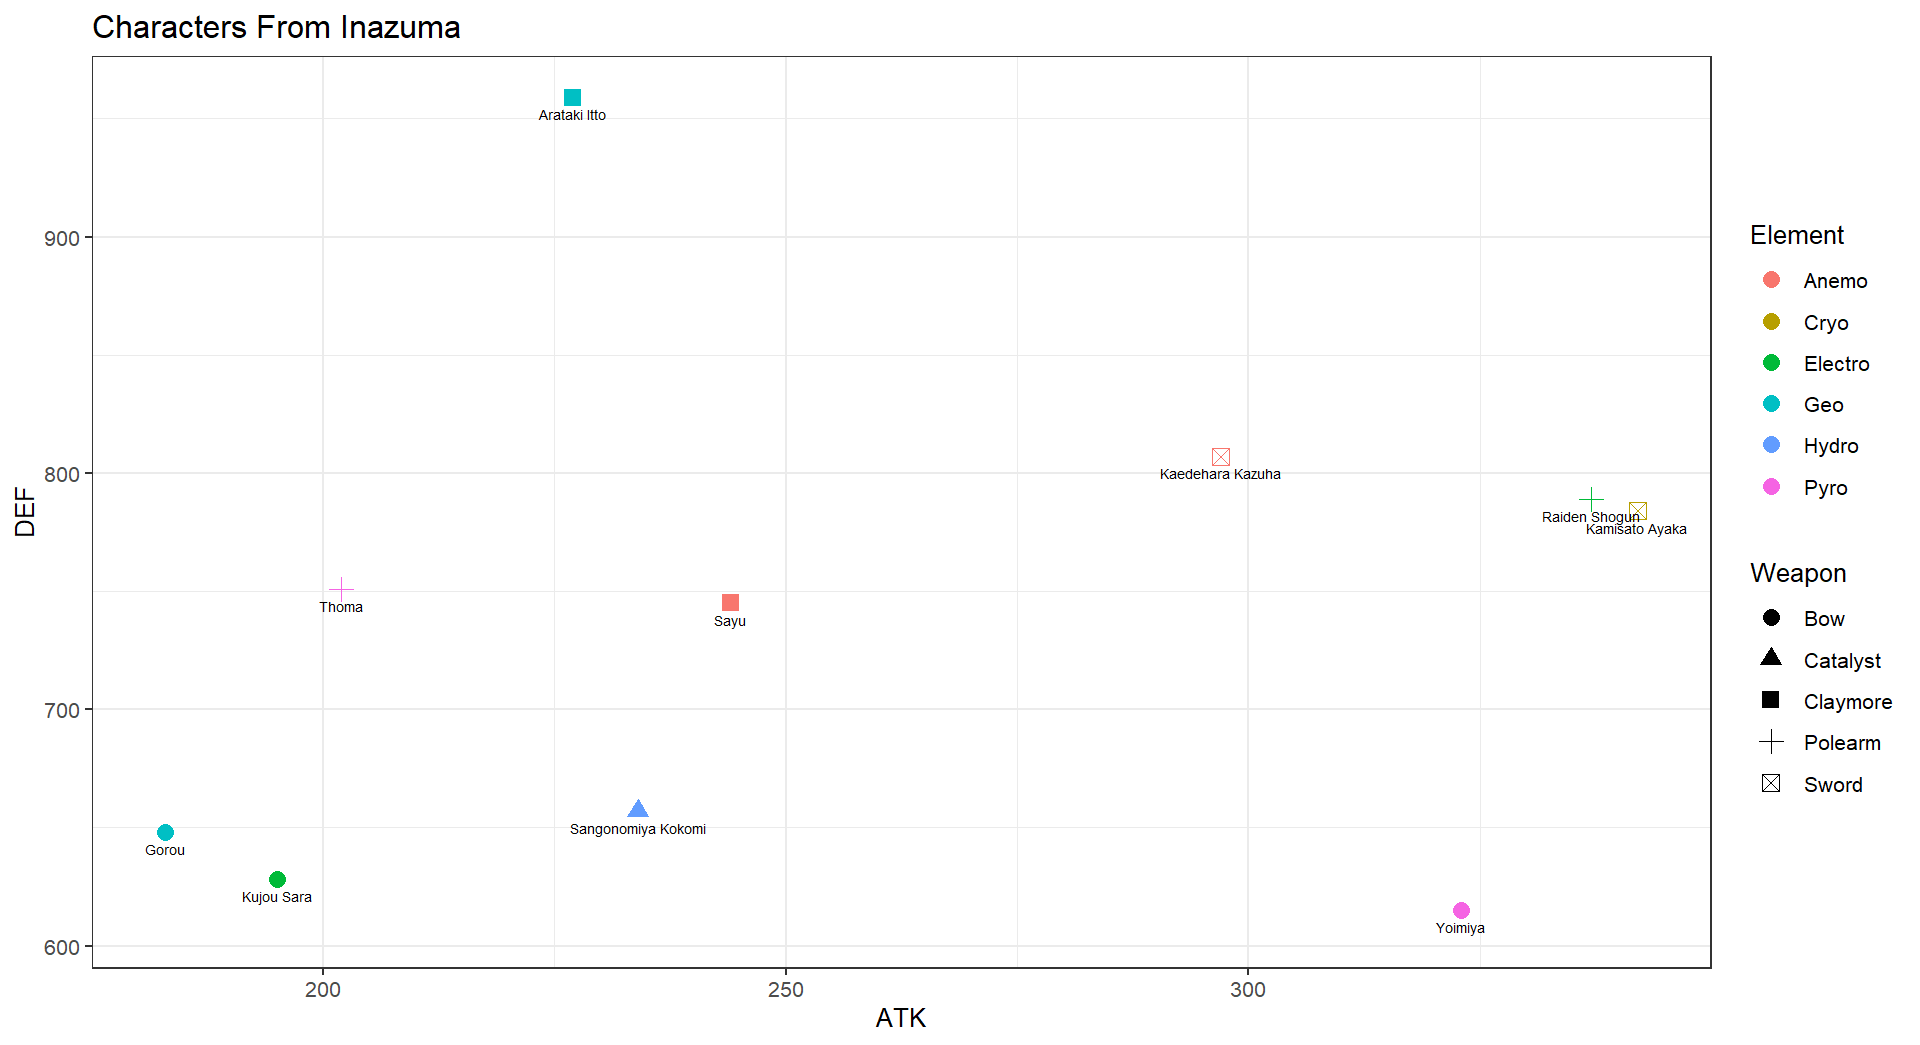 Characters From Inazuma
Arataki Itto
Kaedehara Kazuha
Raiden Shogun
Kamisato Ayaka
Thoma
Sayu
Sangonomiya Kokomi
Gorou
Kujou Sara
Yoimiya
900
800
700
600
DEF
200
250
300
ATK
Element
Anemo
Cryo
Electro
Geo
Hydro
Pyro
Weapon
Bow
Catalyst
Claymore
Polearm
Sword